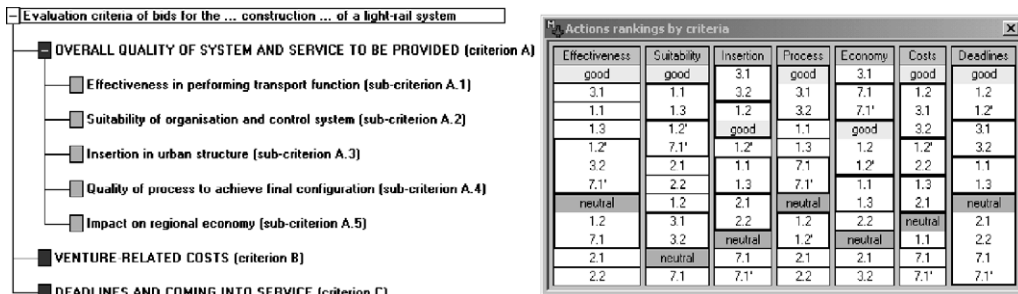 Evaluation criteria of bids for the ... construction ... of a light-rail system
OVERALL QUALITY OF SYSTEM AND SERVICE TO BE PROVIDED (criterion A)
Effectiveness in performing transport function (sub-criterion A.1)
Suitability of organisation and control system (sub-criterion A.2)
Insertion in urban structure (sub-criterion A.3)
Quality of process to achieve final configuration (sub-criterion A.4)
Impact on regional economy (sub-criterion A.5)
VENTURE-RELATED COSTS (criterion B)
DEADLINES AND COMING INTO SERVICE (criterion C)
Actions rankings by criteria
Effectiveness Suitability Insertion Process Economy Costs Deadlines
good good 3.1 good 3.1 good good
3.1 1.1 3.2 3.1 7.1 1.2 1.2
1.1 1.3 1.2 3.2 7.1' 3.1 1.2'
1.3 1.2' good 1.1 good 3.2 3.1
1.2' 7.1' 1.2' 1.3 1.2 1.2' 3.2
3.2 2.1 1.1 7.1 1.2' 2.2 1.1
7.1' 2.2 1.3 7.1' 1.1 1.3 1.3
neutral 1.2 2.1 neutral 1.3 2.1 neutral
1.2 3.1 2.2 1.2 2.2 neutral 2.1
7.1 3.2 neutral 1.2' neutral 1.1 2.2
2.1 neutral 7.1 2.1 2.1 7.1 7.1
2.2 7.1 7.1' 2.2 3.2 7.1' 7.1'